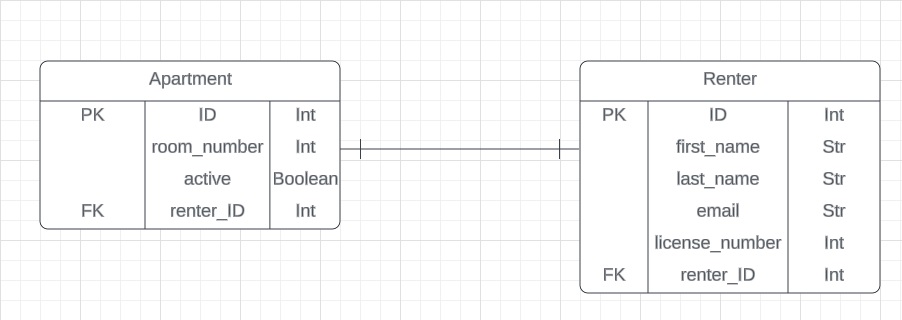 Apartment
PK ID Int
room_number Int
active Boolean
FK renter_ID Int
Renter
PK ID Int
first_name Str
last_name Str
email Str
license_number Int
FK renter_ID Int